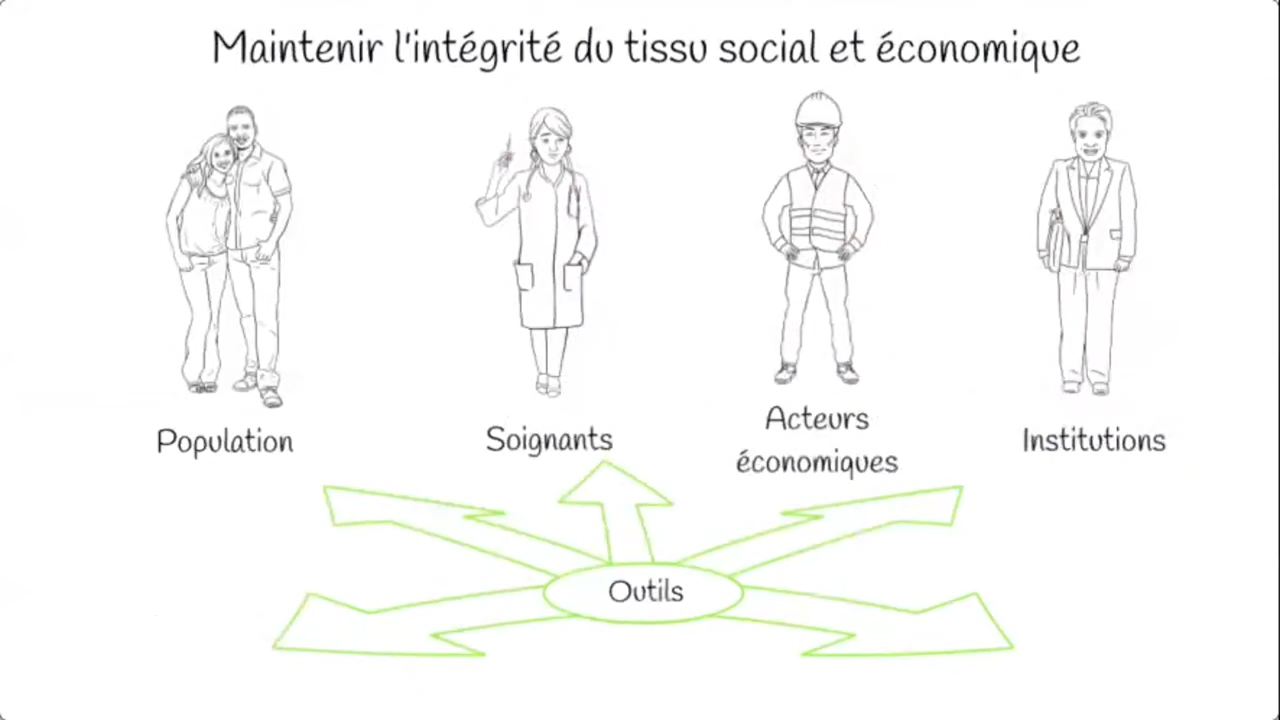 Maintenir l'intégrité du tissu social et économique
Population
Soignants
Acteurs
économiques
Institutions
Outils